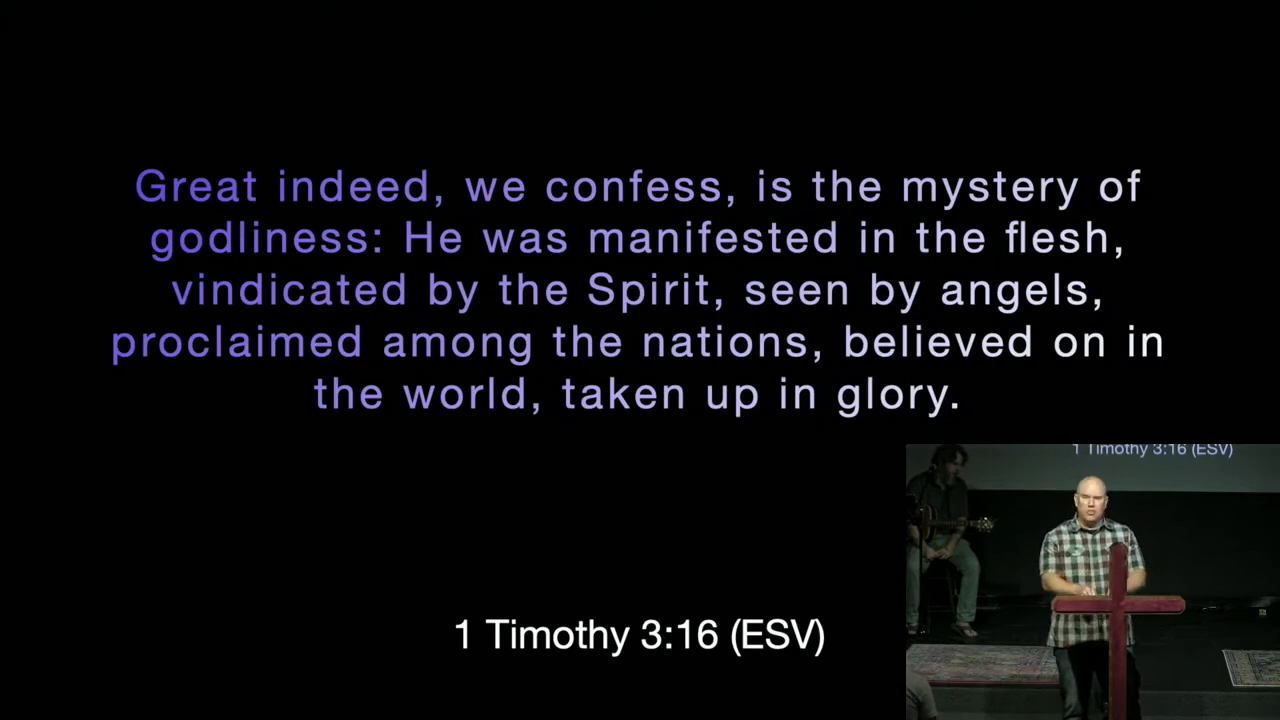 Great indeed, we confess, is the mystery of
godliness: He was manifested in the flesh,
vindicated by the Spirit, seen by angels,
proclaimed among the nations, believed on in
the world, taken up in glory.
1 Timothy 3:16 (ESV)
1 Timothy 3:16 (ESV)